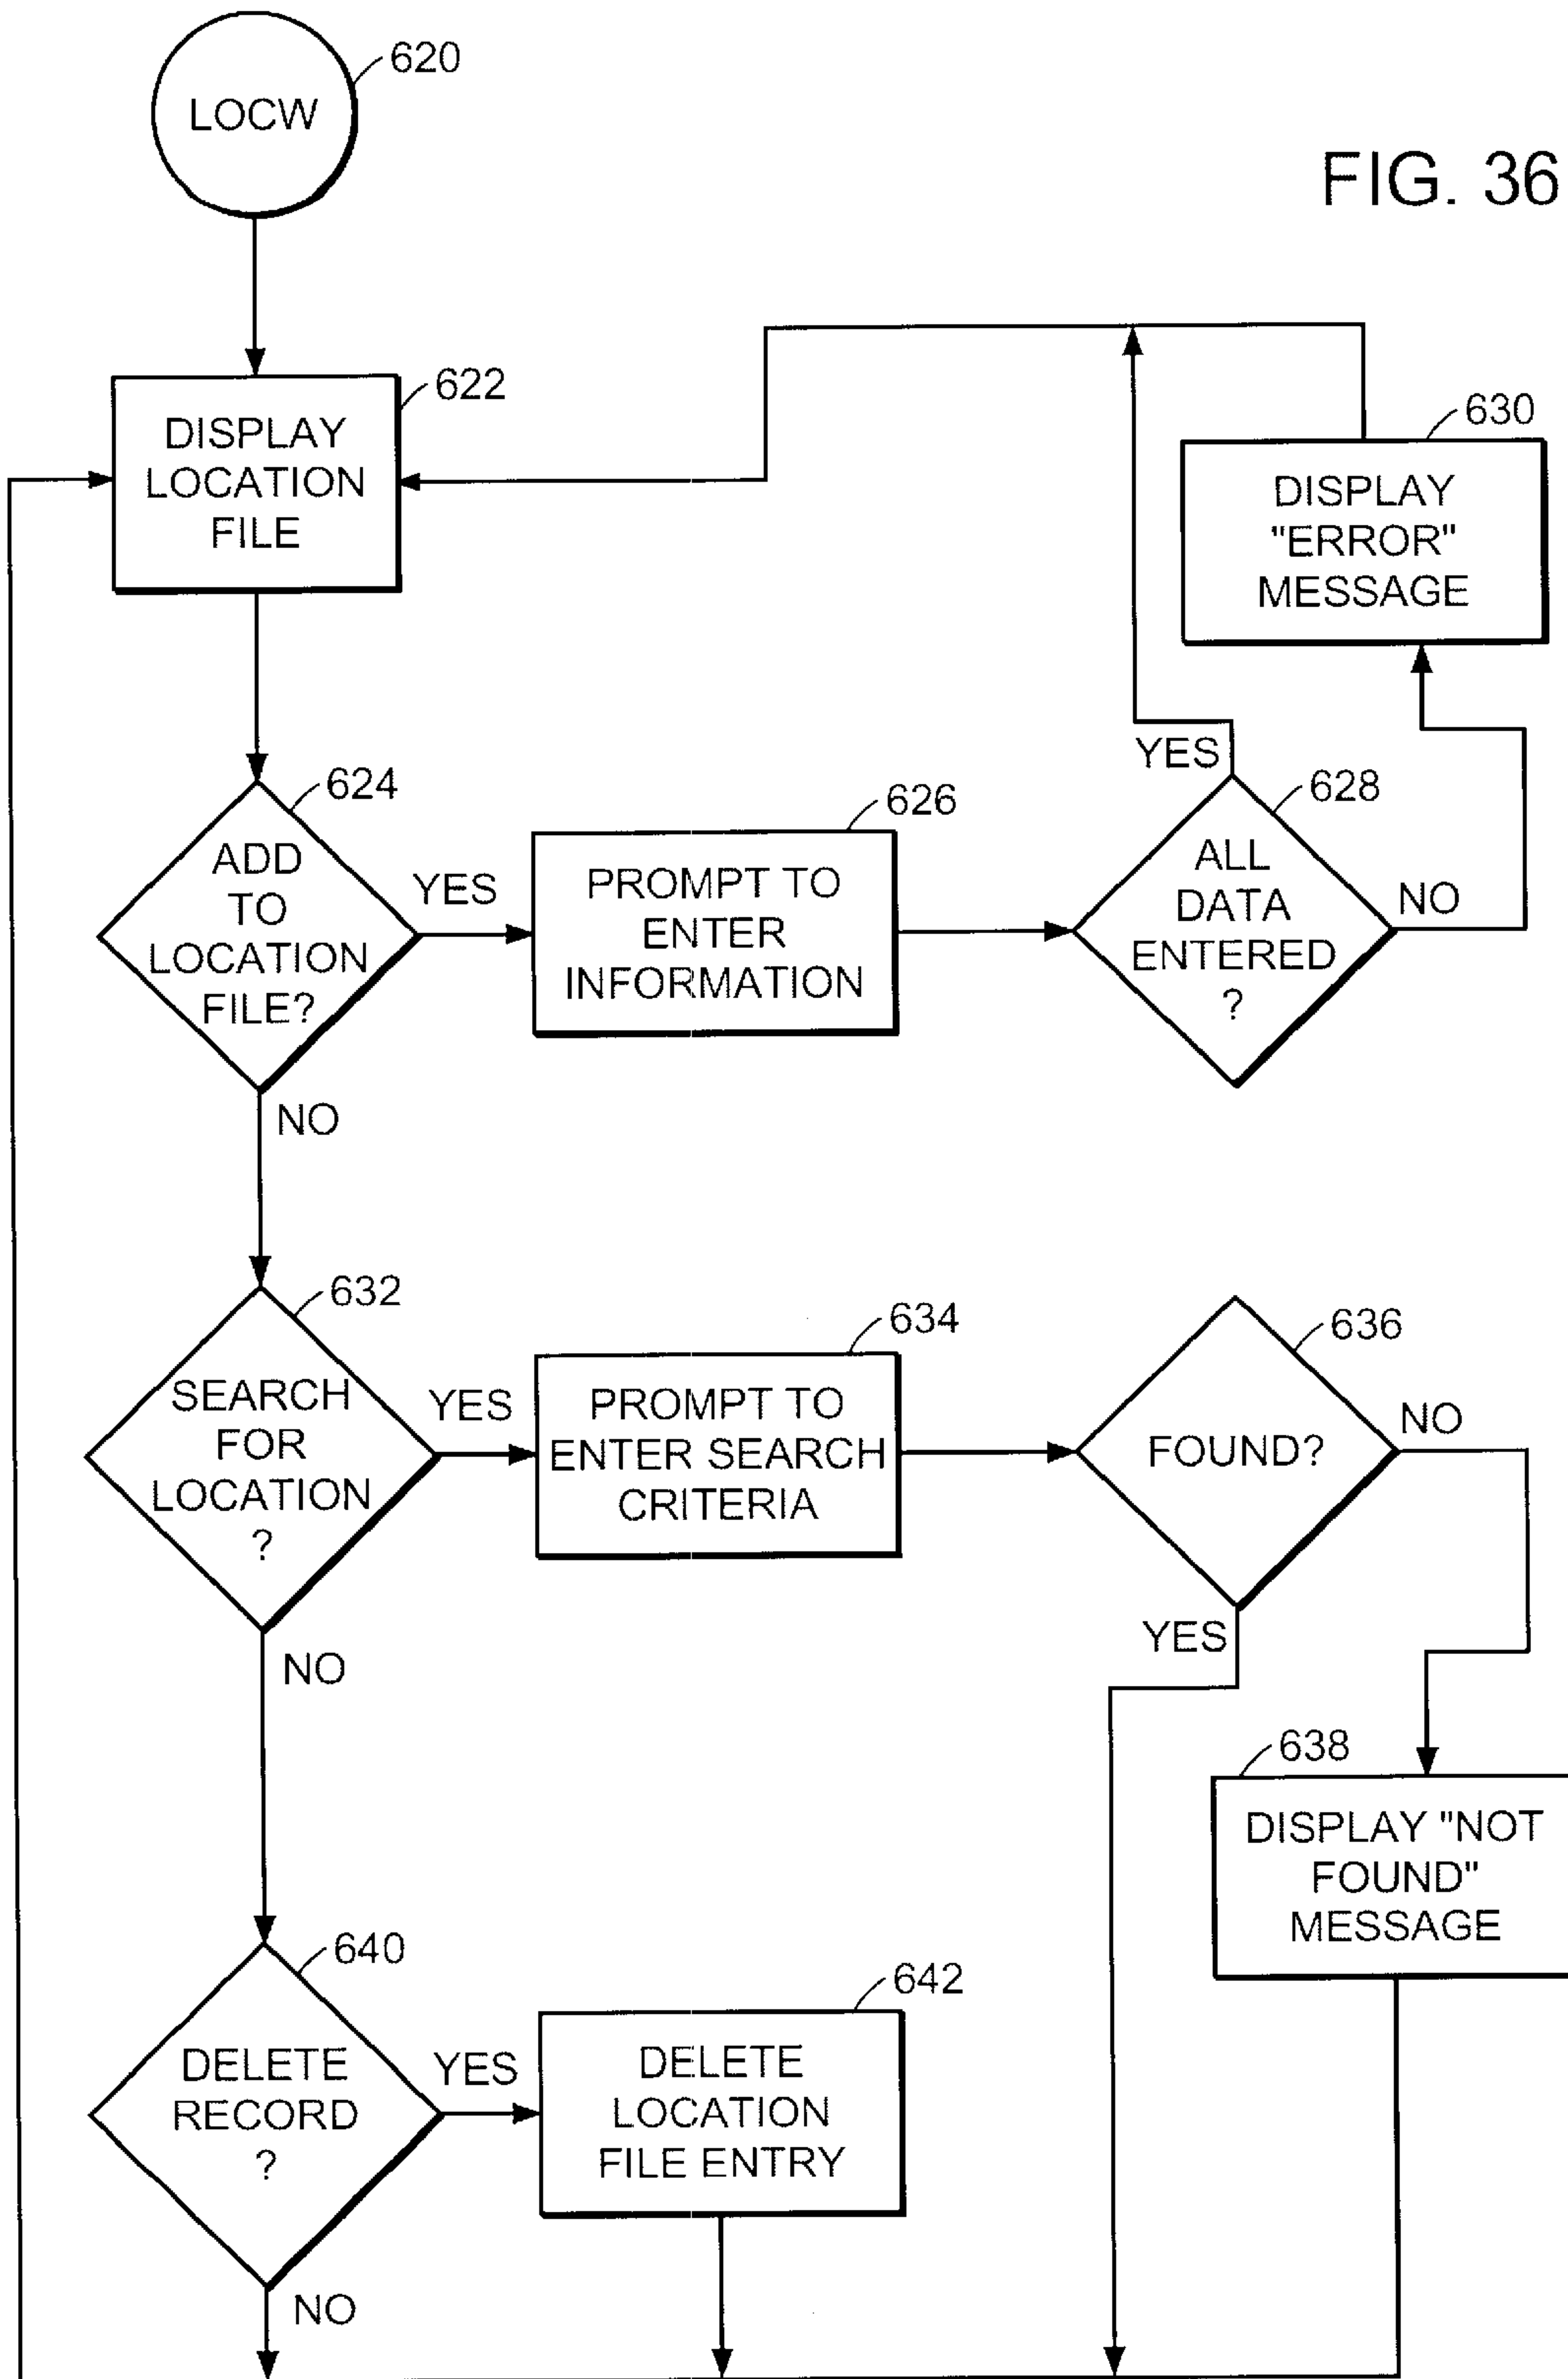 620
LOCW
FIG. 36
622
DISPLAY
LOCATION
FILE
630
DISPLAY
"ERROR"
MESSAGE
624
ADD
TO
LOCATION
FILE?
YES
626
PROMPT TO
ENTER
INFORMATION
YES
628
ALL
DATA
ENTERED
?
NO
NO
632
SEARCH
FOR
LOCATION
?
YES
634
PROMPT TO
ENTER SEARCH
CRITERIA
636
FOUND?
NO
YES
NO
638
DISPLAY "NOT
FOUND"
MESSAGE
640
DELETE
RECORD
?
YES
642
DELETE
LOCATION
FILE ENTRY
NO